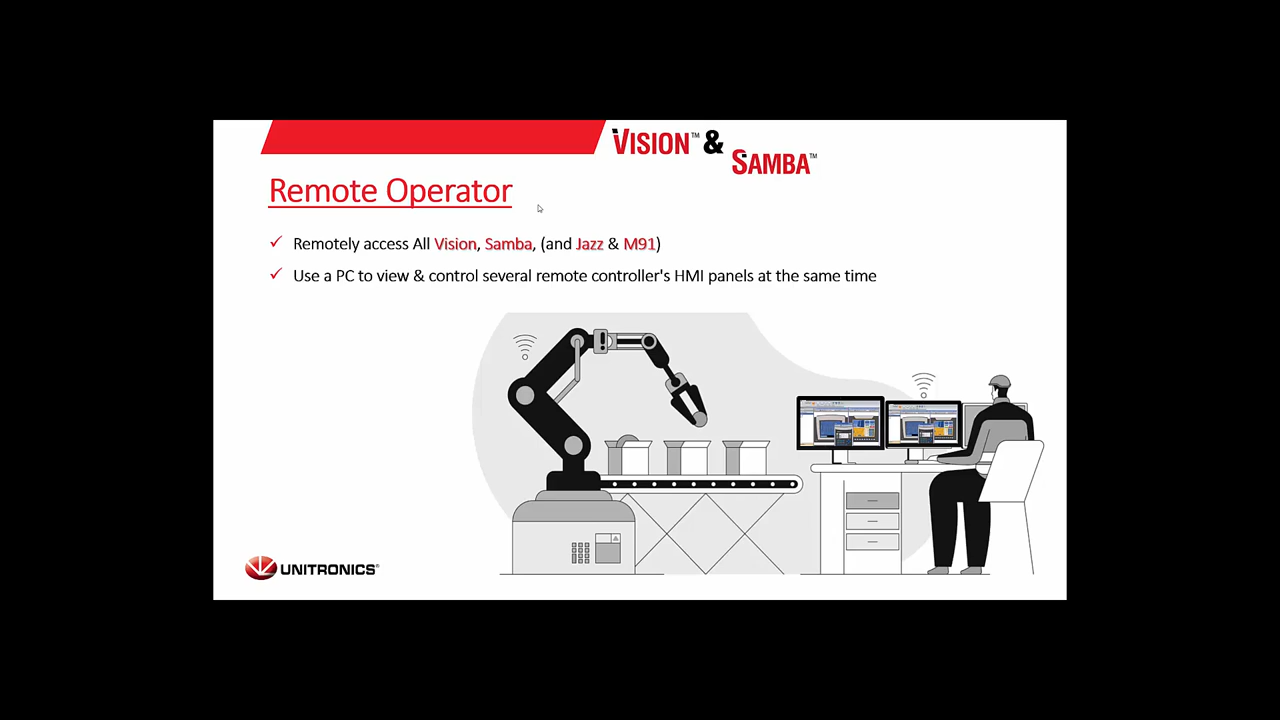 VISION™ &
SAMBA™
Remote Operator
✓ Remotely access All Vision, Samba, (and Jazz & M91)
✓ Use a PC to view & control several remote controller's HMI panels at the same time
UNITRONICS®